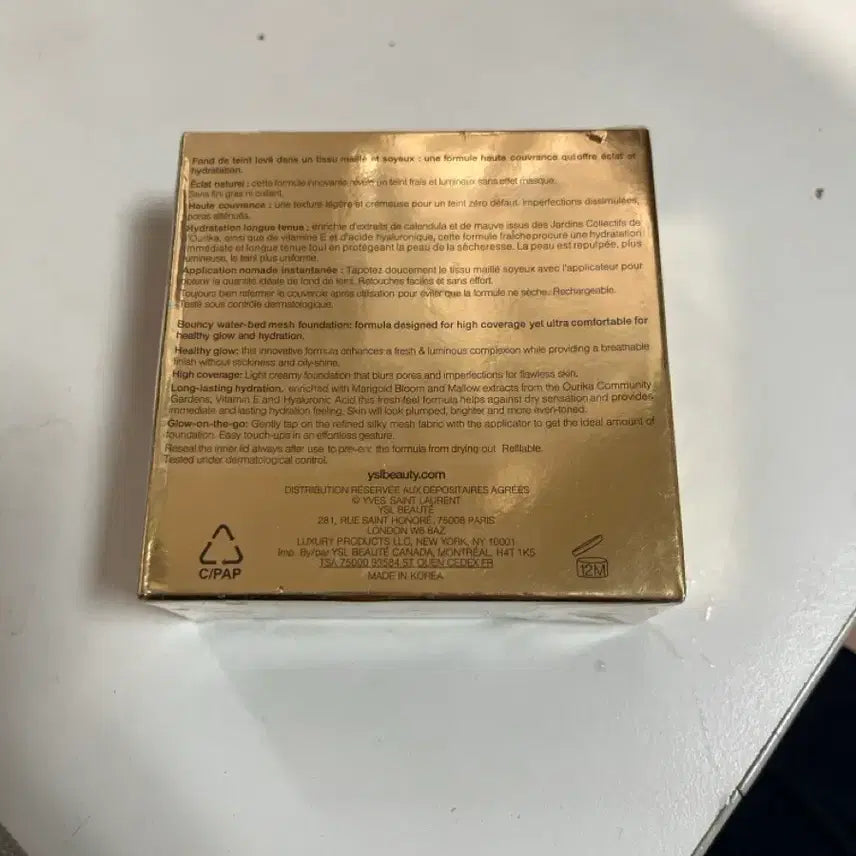 Fond de teint lové dans un tissu maillé et soyeux : une formule haute couvrance qui offre éclat et
hydratation.
Éclat naturel : cette formule innovante révèle un teint frais et lumineux sans effet masque.
Sans fini gras ni collant.
Haute couvrance : une texture légère et crémeuse pour un teint zéro défaut. Imperfections dissimulées,
pores atténués.
Hydratation longue tenue : enrichie d'extraits de calendula et de mauve issus des Jardins Collectifs de
l'Ourika, ainsi que de vitamine E et d'acide hyaluronique, cette formule fraîche procure une hydratation
immédiate et longue tenue tout en protégeant la peau de la sécheresse. La peau est repulpée, plus
lumineuse, le teint plus uniforme.
Application nomade instantanée : Tapotez doucement le tissu maillé soyeux avec l'applicateur pour
obtenir la quantité idéale de fond de teint. Retouches faciles et sans effort.
Toujours bien refermer le couvercle après utilisation pour éviter que la formule ne sèche. Rechargeable.
Testé sous contrôle dermatologique.
Bouncy water-bed mesh foundation: formula designed for high coverage yet ultra comfortable for
healthy glow and hydration.
Healthy glow: this innovative formula enhances a fresh & luminous complexion while providing a breathable
finish without stickiness and oily-shine.
High coverage: Light creamy foundation that blurs pores and imperfections for flawless skin.
Long-lasting hydration, enriched with Marigold Bloom and Mallow extracts from the Ourika Community
Gardens, Vitamin E and Hyaluronic Acid this fresh-feel formula helps against dry sensation and provides
immediate and lasting hydration feeling. Skin will look plumped, brighter and more even-toned.
Glow-on-the-go: Gently tap on the refined silky mesh fabric with the applicator to get the ideal amount of
foundation. Easy touch-ups in an effortless gesture.
Reseal the inner lid always after use to prevent the formula from drying out. Refillable.
Tested under dermatological control.
yslbeauty.com
DISTRIBUTION RÉSERVÉE AUX DÉPOSITAIRES AGRÉÉS
© YVES SAINT LAURENT
YSL BEAUTÉ
281, RUE SAINT HONORÉ, 75008 PARIS
LONDON W6 8AZ
LUXURY PRODUCTS LLC, NEW YORK, NY 10001
Imp. By/par YSL BEAUTÉ CANADA, MONTRÉAL, H4T 1K5
TSA 75000 93584 ST OUEN CEDEX FR
MADE IN KOREA
C/PAP
12M